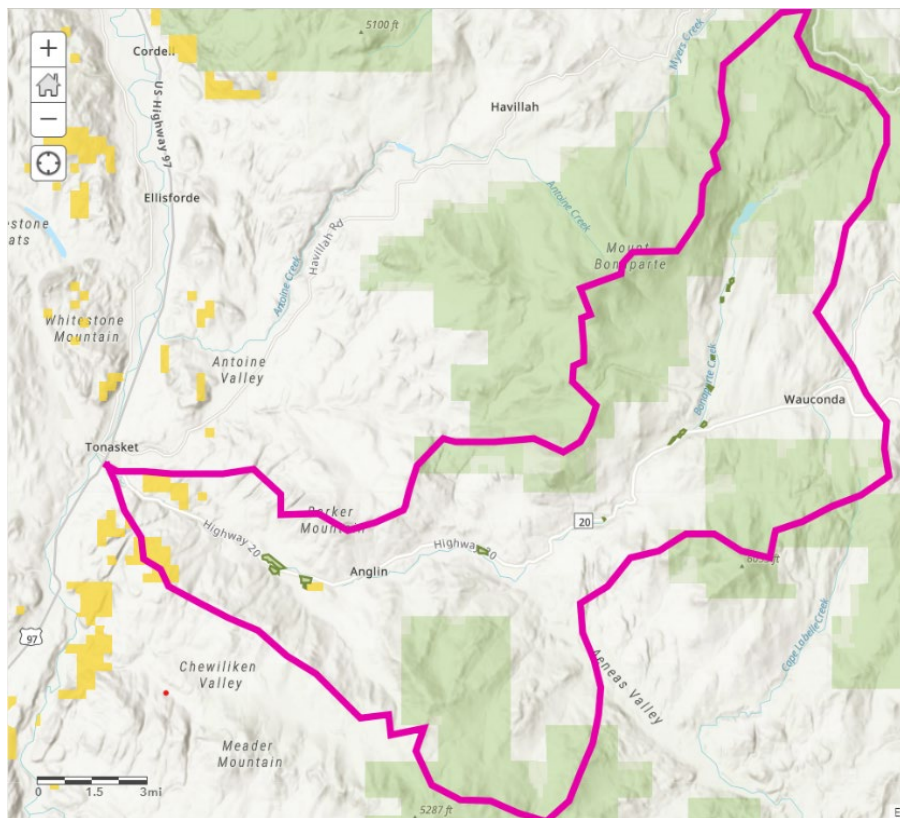 5100 ft
+
Cordell
−
US Highway 97
Myers Creek
Havillah
Ellisforde
Antoine Creek
Havillah Rd
Mount
Bonaparte
Antoine Creek
Whitestone
Mountain
Antoine
Valley
Bonaparte Creek
Wauconda
Tonasket
Parker
Mountain
20
Highway 20
Highway 20
Anglin
97
Chewiliken
Valley
Aeneas Valley
Cape Labelle Creek
Meader
Mountain
0 1.5 3mi
5287 ft
E